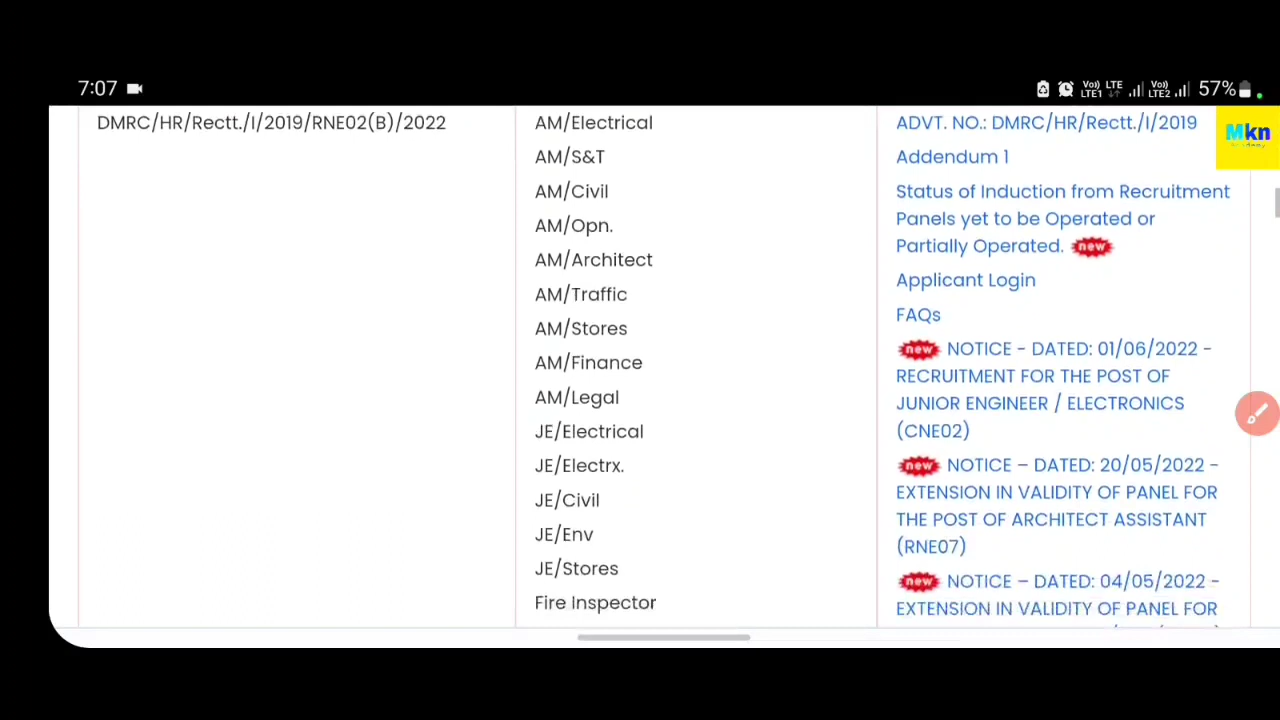 7:07
Vo) LTE
LTE1
Vo)
LTE2
57%
DMRC/HR/Rectt./I/2019/RNE02(B)/2022
AM/Electrical
AM/S&T
AM/Civil
AM/Opn.
AM/Architect
AM/Traffic
AM/Stores
AM/Finance
AM/Legal
JE/Electrical
JE/Electrx.
JE/Civil
JE/Env
JE/Stores
Fire Inspector
ADVT. NO.: DMRC/HR/Rectt./I/2019
Addendum 1
Status of Induction from Recruitment
Panels yet to be Operated or
Partially Operated. new
Applicant Login
FAQs
new NOTICE - DATED: 01/06/2022 -
RECRUITMENT FOR THE POST OF
JUNIOR ENGINEER / ELECTRONICS
(CNE02)
new NOTICE – DATED: 20/05/2022 -
EXTENSION IN VALIDITY OF PANEL FOR
THE POST OF ARCHITECT ASSISTANT
(RNE07)
new NOTICE – DATED: 04/05/2022 -
EXTENSION IN VALIDITY OF PANEL FOR
Mkn